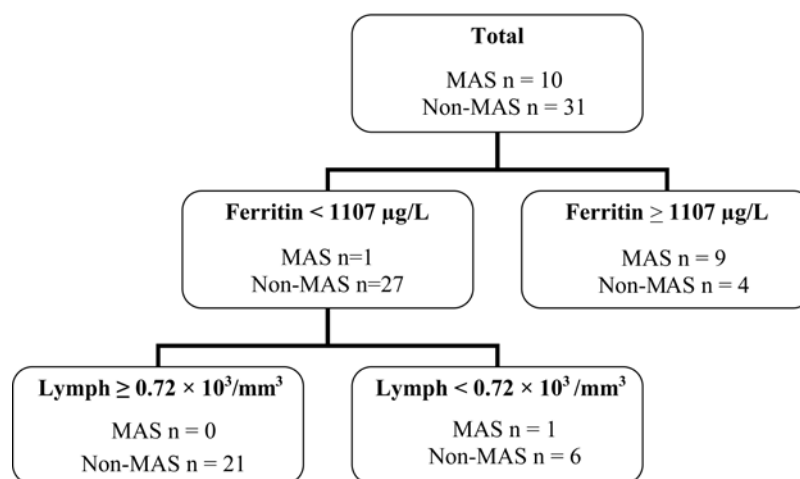 Total
MAS n = 10
Non-MAS n = 31
Ferritin < 1107 µg/L
MAS n=1
Non-MAS n=27
Ferritin ≥ 1107 µg/L
MAS n = 9
Non-MAS n = 4
Lymph ≥ 0.72 × 10³/mm³
MAS n = 0
Non-MAS n = 21
Lymph < 0.72 × 10³/mm³
MAS n = 1
Non-MAS n = 6